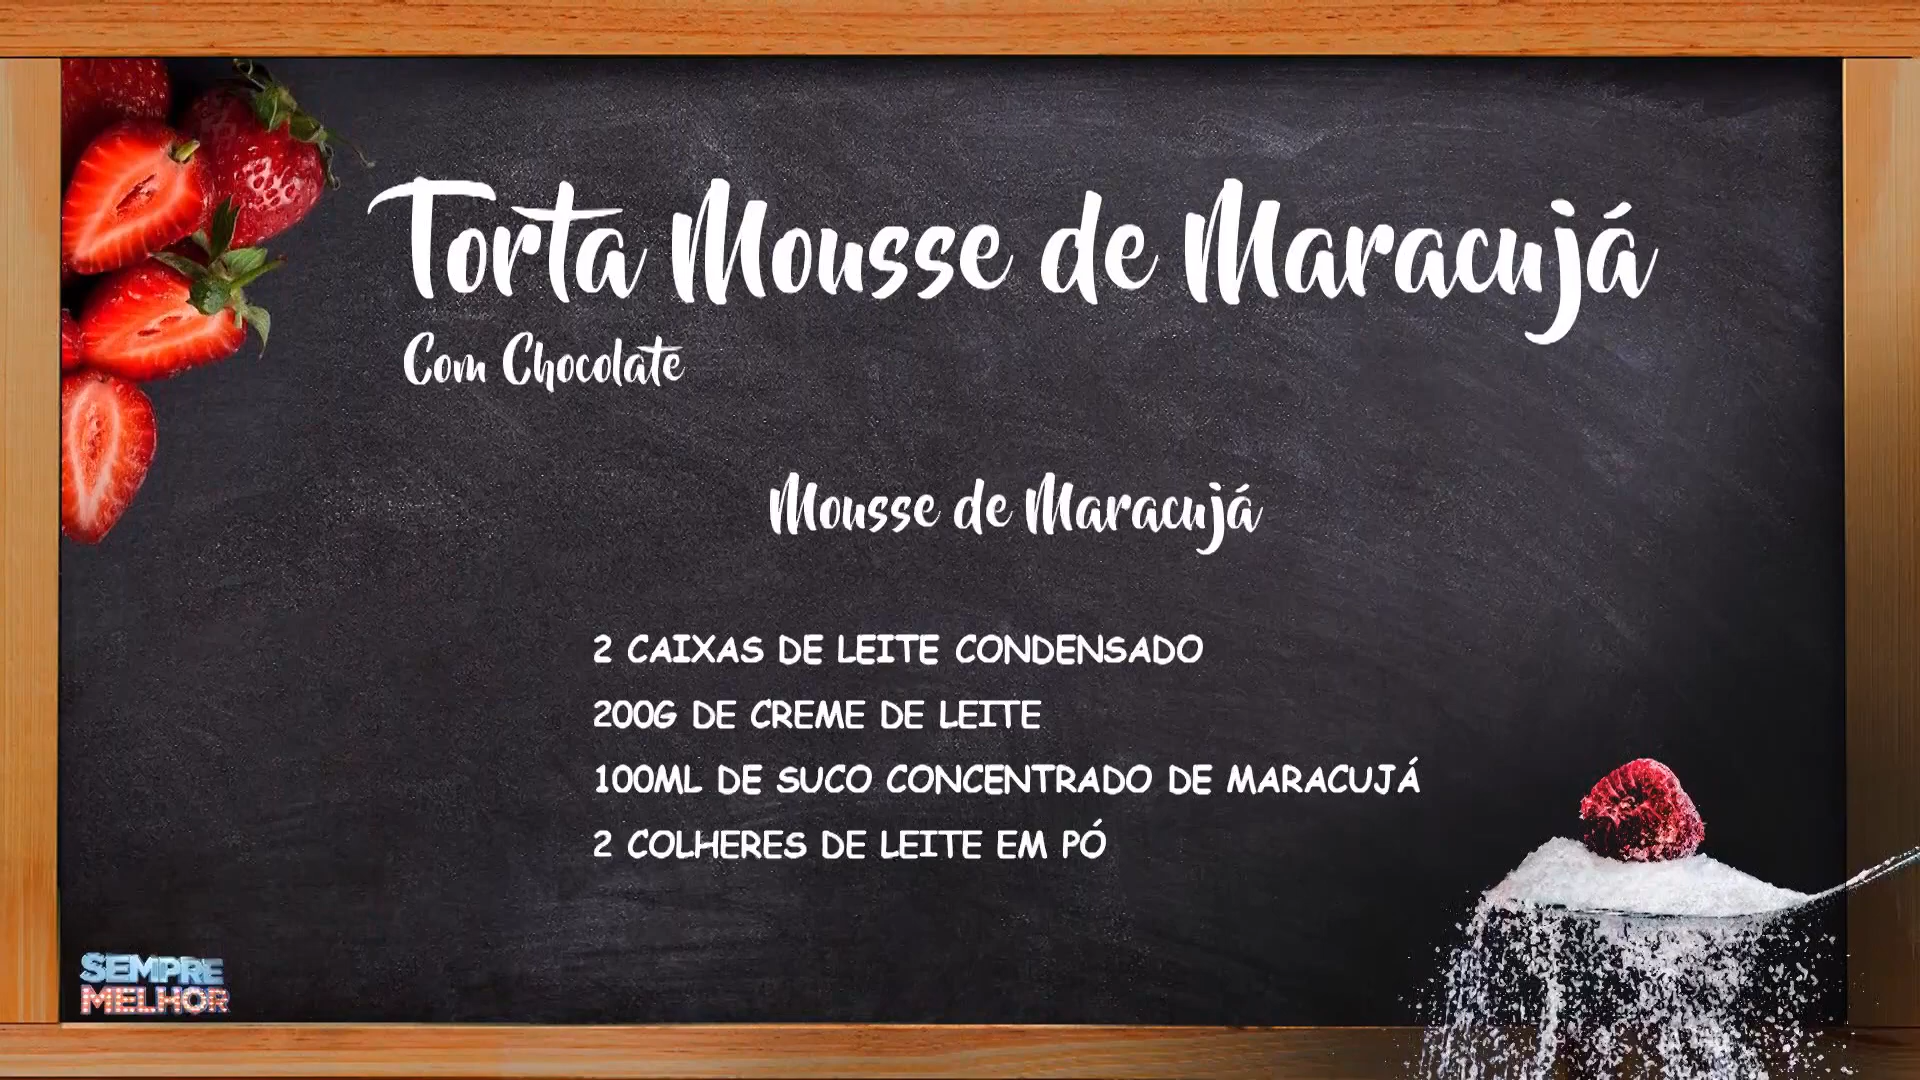 Torta Mousse de Maracujá
Com Chocolate
Mousse de Maracujá
2 CAIXAS DE LEITE CONDENSADO
200G DE CREME DE LEITE
100ML DE SUCO CONCENTRADO DE MARACUJÁ
2 COLHERES DE LEITE EM PÓ
SEMPRE
MELHOR